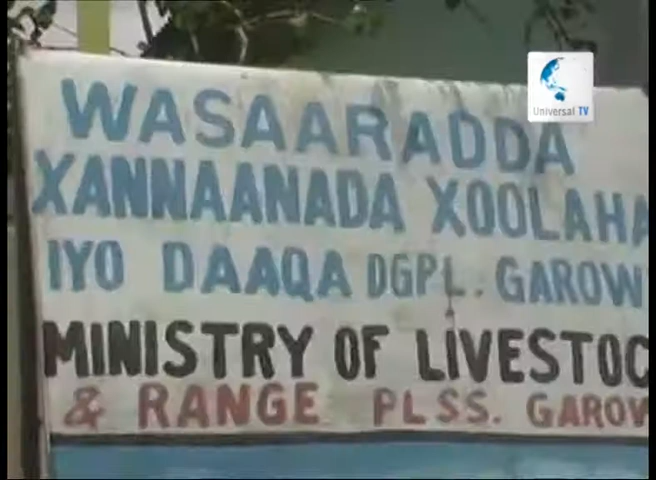 Universal TV
WASAARADDA
XANNAANADA XOOLAHA
IYO DAAQA DGPL. GAROW
MINISTRY OF LIVESTOC
& RANGE PLSS. GAROW